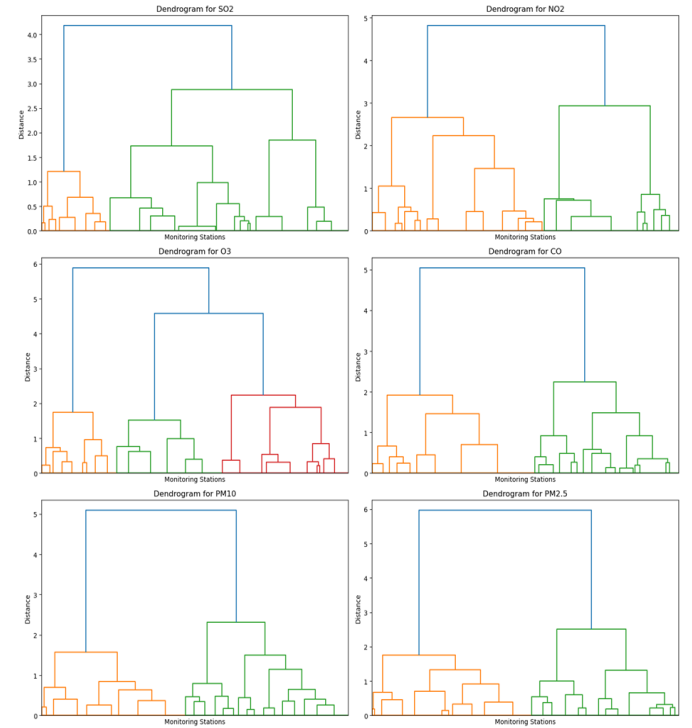 Dendrogram for SO2
Dendrogram for NO2
4.0
3.5
3.0
2.5
2.0
1.5
1.0
0.5
0.0
Distance
Monitoring Stations
5
4
3
2
1
0
Distance
Monitoring Stations
Dendrogram for O3
Dendrogram for CO
6
5
4
3
2
1
0
Distance
Monitoring Stations
5
4
3
2
1
0
Distance
Monitoring Stations
Dendrogram for PM10
Dendrogram for PM2.5
5
4
3
2
1
0
Distance
Monitoring Stations
6
5
4
3
2
1
0
Distance
Monitoring Stations